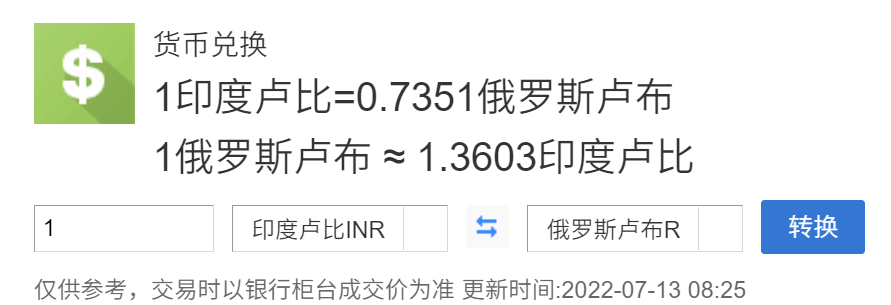 货币兑换
1印度卢比=0.7351俄罗斯卢布
1俄罗斯卢布 ≈ 1.3603印度卢比
1 印度卢比INR 俄罗斯卢布R 转换
仅供参考，交易时以银行柜台成交价为准 更新时间:2022-07-13 08:25